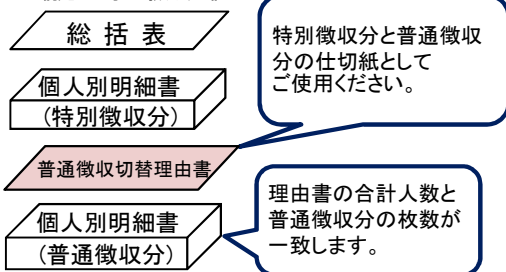 総括表
特別徴収分と普通徴収
分の仕切紙として
ご使用ください。
個人別明細書
(特別徴収分)
普通徴収切替理由書
個人別明細書
(普通徴収分)
理由書の合計人数と
普通徴収分の枚数が
一致します。